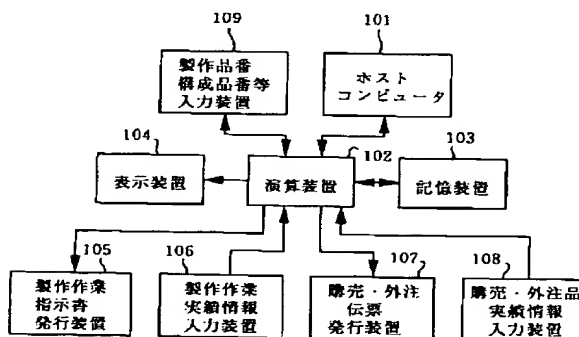 109
製作品番
構成品番等
入力装置
101
ホスト
コンピュータ
104
表示装置
102
演算装置
103
記憶装置
105
製作作業
指示書
発行装置
106
製作作業
実績情報
入力装置
107
購売・外注
伝票
発行装置
108
購売・外注品
実績情報
入力装置